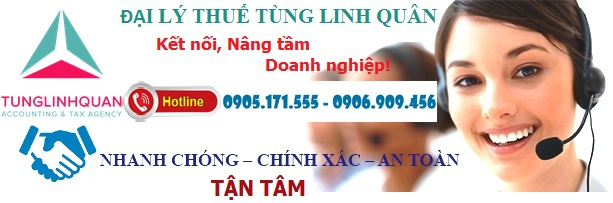 ĐẠI LÝ THUẾ TÙNG LINH QUÂN
Kết nối, Nâng tầm
Doanh nghiệp!
TUNGLINHQUAN
ACCOUNTING & TAX AGENCY
Hotline
0905.171.555 - 0906.909.456
NHANH CHÓNG – CHÍNH XÁC – AN TOÀN
TẬN TÂM